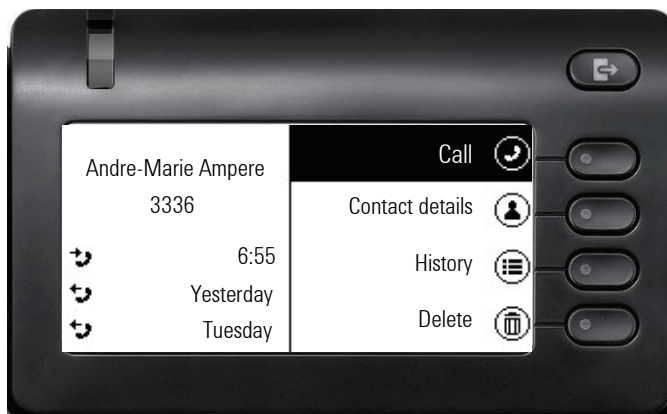 Andre-Marie Ampere
3336
6:55
Yesterday
Tuesday
Call
Contact details
History
Delete